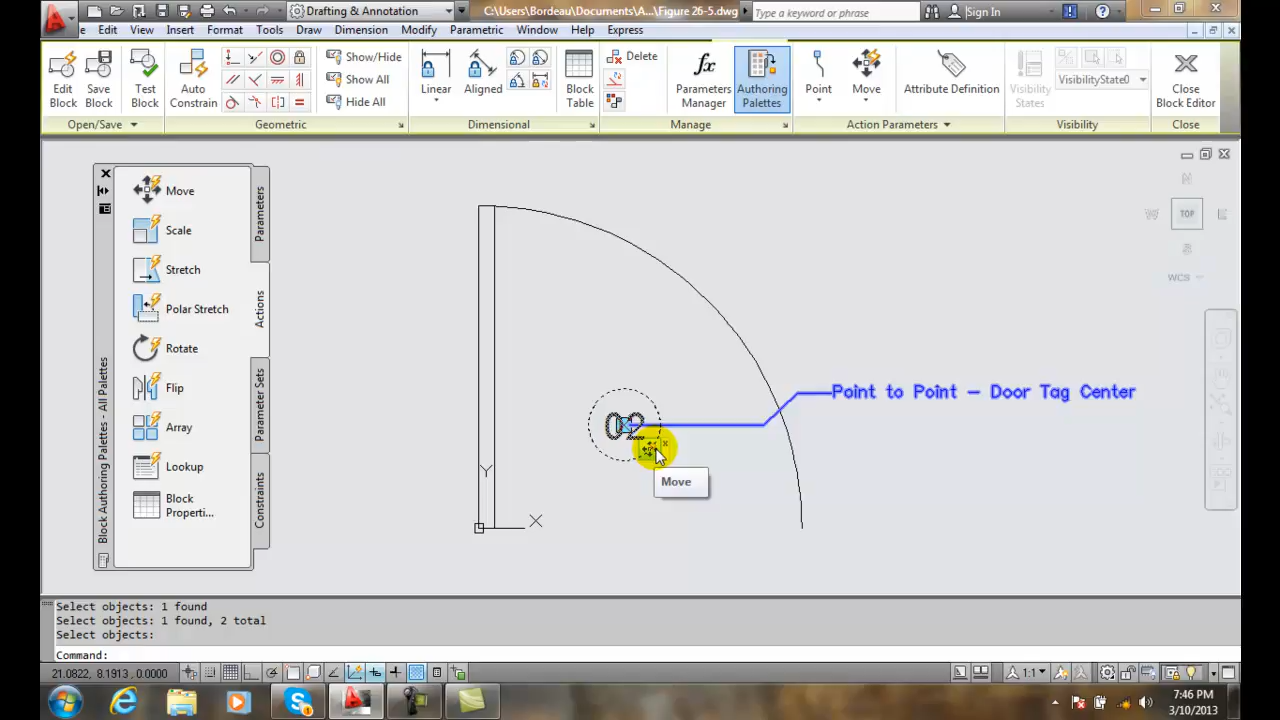 Drafting & Annotation
C:\Users\Bordeau\Documents\A...\Figure 26-5.dwg
Type a keyword or phrase
Sign In
Edit
View
Insert
Format
Tools
Draw
Dimension
Modify
Parametric
Window
Help
Express
Edit
Block
Save
Block
Test
Block
Auto
Constrain
Show/Hide
Show All
Hide All
Linear
Aligned
Block
Table
Delete
Parameters
Manager
Authoring
Palettes
Point
Move
Attribute Definition
Visibility
States
VisibilityState0
Close
Block Editor
Open/Save
Geometric
Dimensional
Manage
Action Parameters
Visibility
Close
Move
Scale
Stretch
Polar Stretch
Rotate
Flip
Array
Lookup
Block
Properti...
Parameters
Actions
Parameter Sets
Constraints
Block Authoring Palettes - All Palettes
Point to Point - Door Tag Center
02
Move
Y
X
N
W
TOP
E
S
WCS
Select objects: 1 found
Select objects: 1 found, 2 total
Select objects:
Command:
21.0822, 8.1913, 0.0000
1:1
7:46 PM
3/10/2013